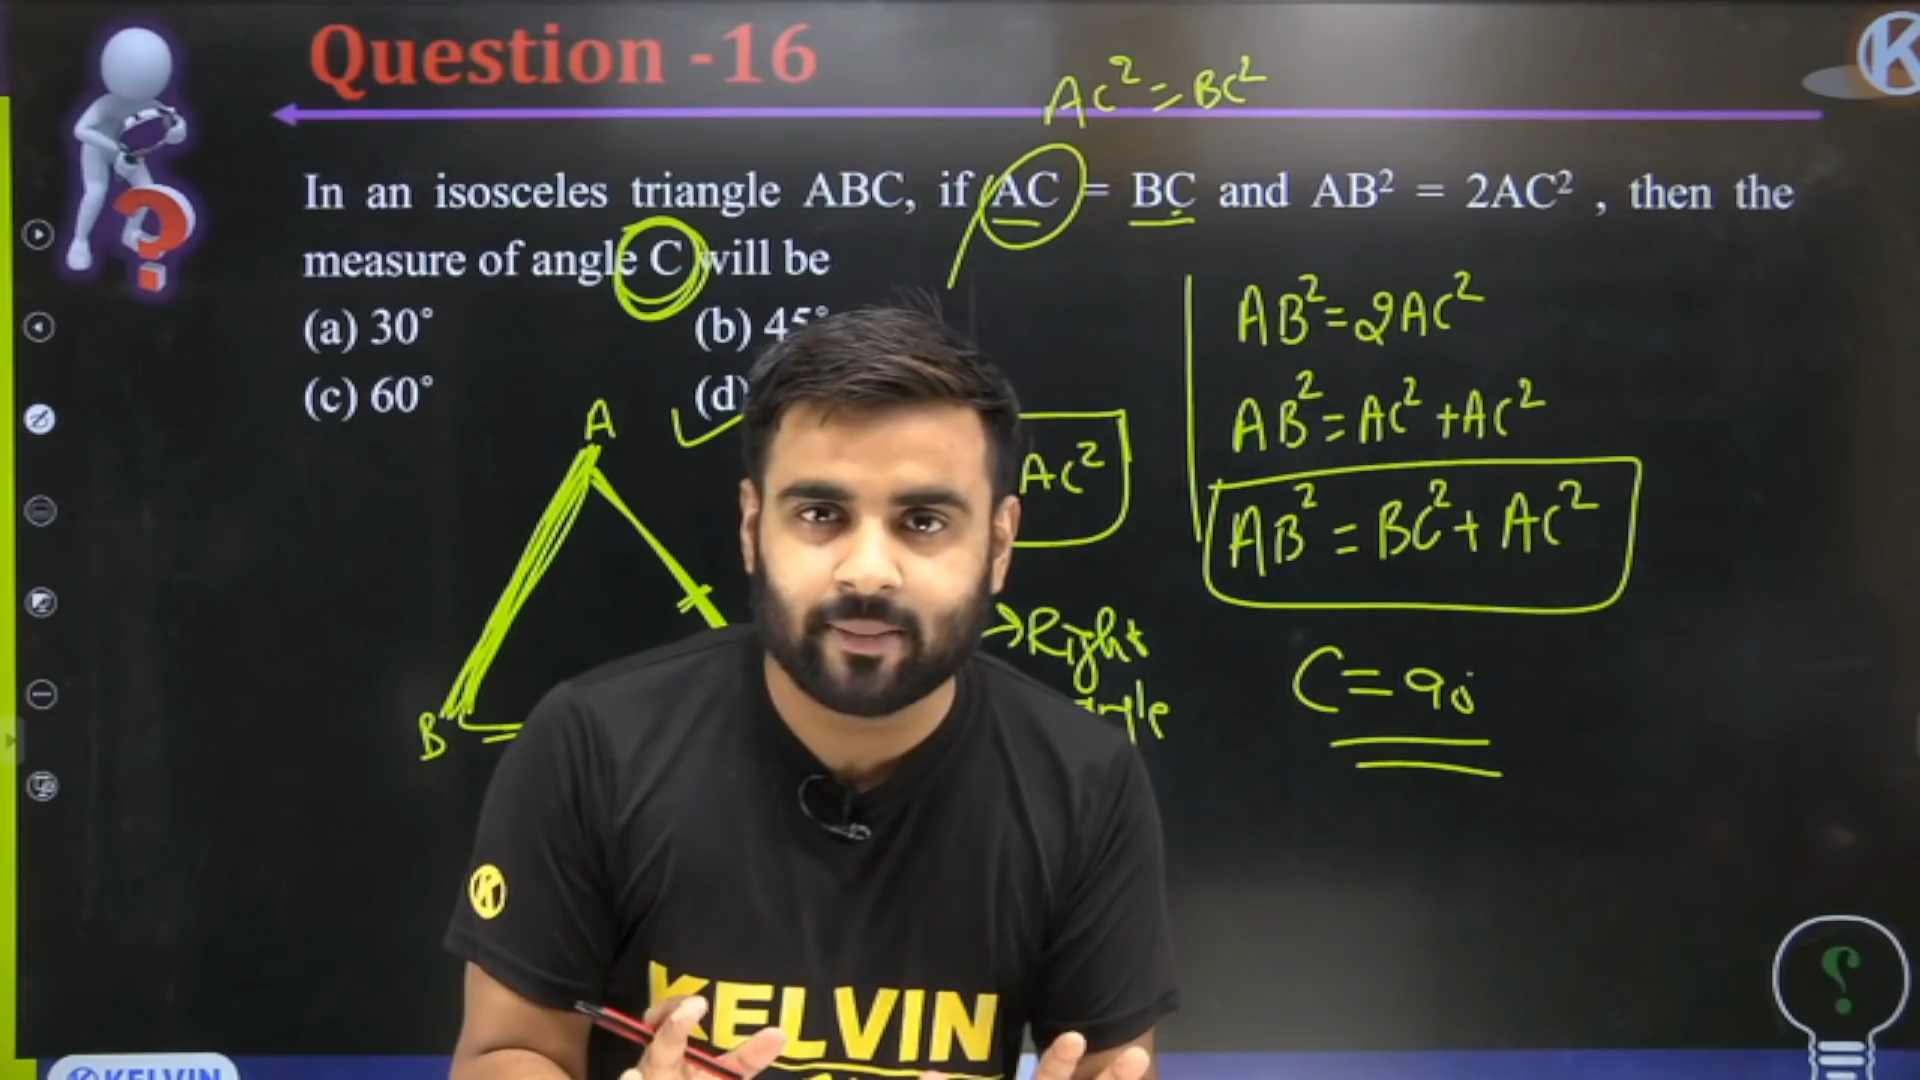 Question -16
AC² = BC²
In an isosceles triangle ABC, if AC = BC and AB² = 2AC² , then the
measure of angle C will be
(a) 30° (b) 45°
(c) 60° (d)
A
B
AC²
→ Right
AB² = 2AC²
AB² = AC² + AC²
AB² = BC² + AC²
C = 90°
K
K
KELVIN
KELVIN